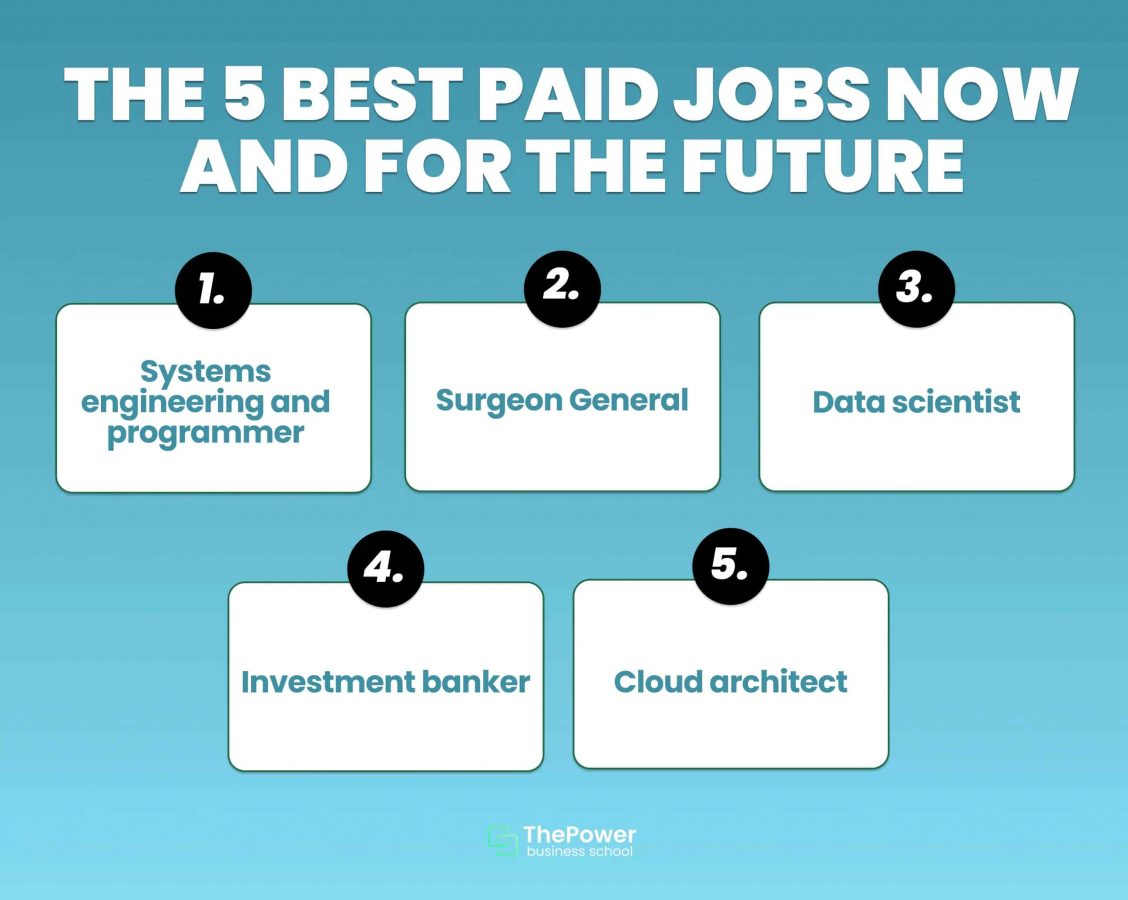 THE 5 BEST PAID JOBS NOW
AND FOR THE FUTURE
1.
Systems
engineering and
programmer
2.
Surgeon General
3.
Data scientist
4.
Investment banker
5.
Cloud architect
ThePower
business school